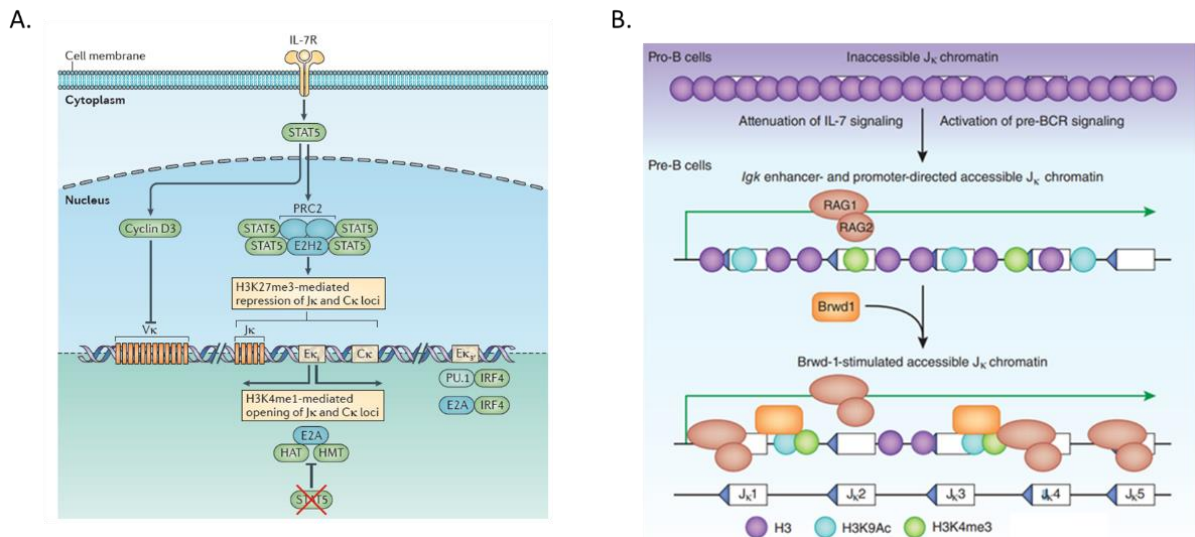 A.
IL-7R
Cell membrane
Cytoplasm
STAT5
Nucleus
PRC2
Cyclin D3
STAT5
STAT5
STAT5
E2H2
STAT5
H3K27me3-mediated
repression of Jκ and Cκ loci
Vκ
Jκ
Eκi
Cκ
Eκ3'
PU.1
IRF4
H3K4me1-mediated
opening of Jκ and Cκ loci
E2A
IRF4
E2A
HAT
HMT
STAT5
B.
Pro-B cells
Inaccessible Jκ chromatin
Attenuation of IL-7 signaling
Activation of pre-BCR signaling
Pre-B cells
Igk enhancer- and promoter-directed accessible Jκ chromatin
RAG1
RAG2
Brwd1
Brwd-1-stimulated accessible Jκ chromatin
Jκ1
Jκ2
Jκ3
Jκ4
Jκ5
H3
H3K9Ac
H3K4me3